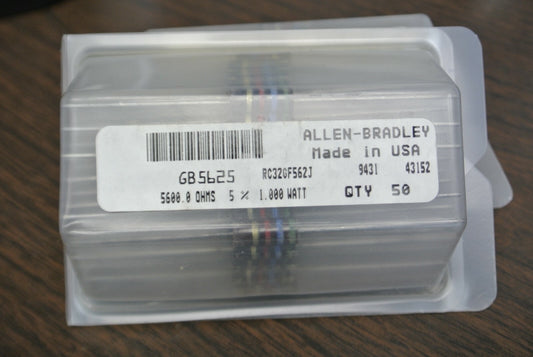 ALLEN-BRADLEY
Made in USA
GB5625 RC32GF562J 9431 43152
5600.0 OHMS 5 % 1.000 WATT QTY 50